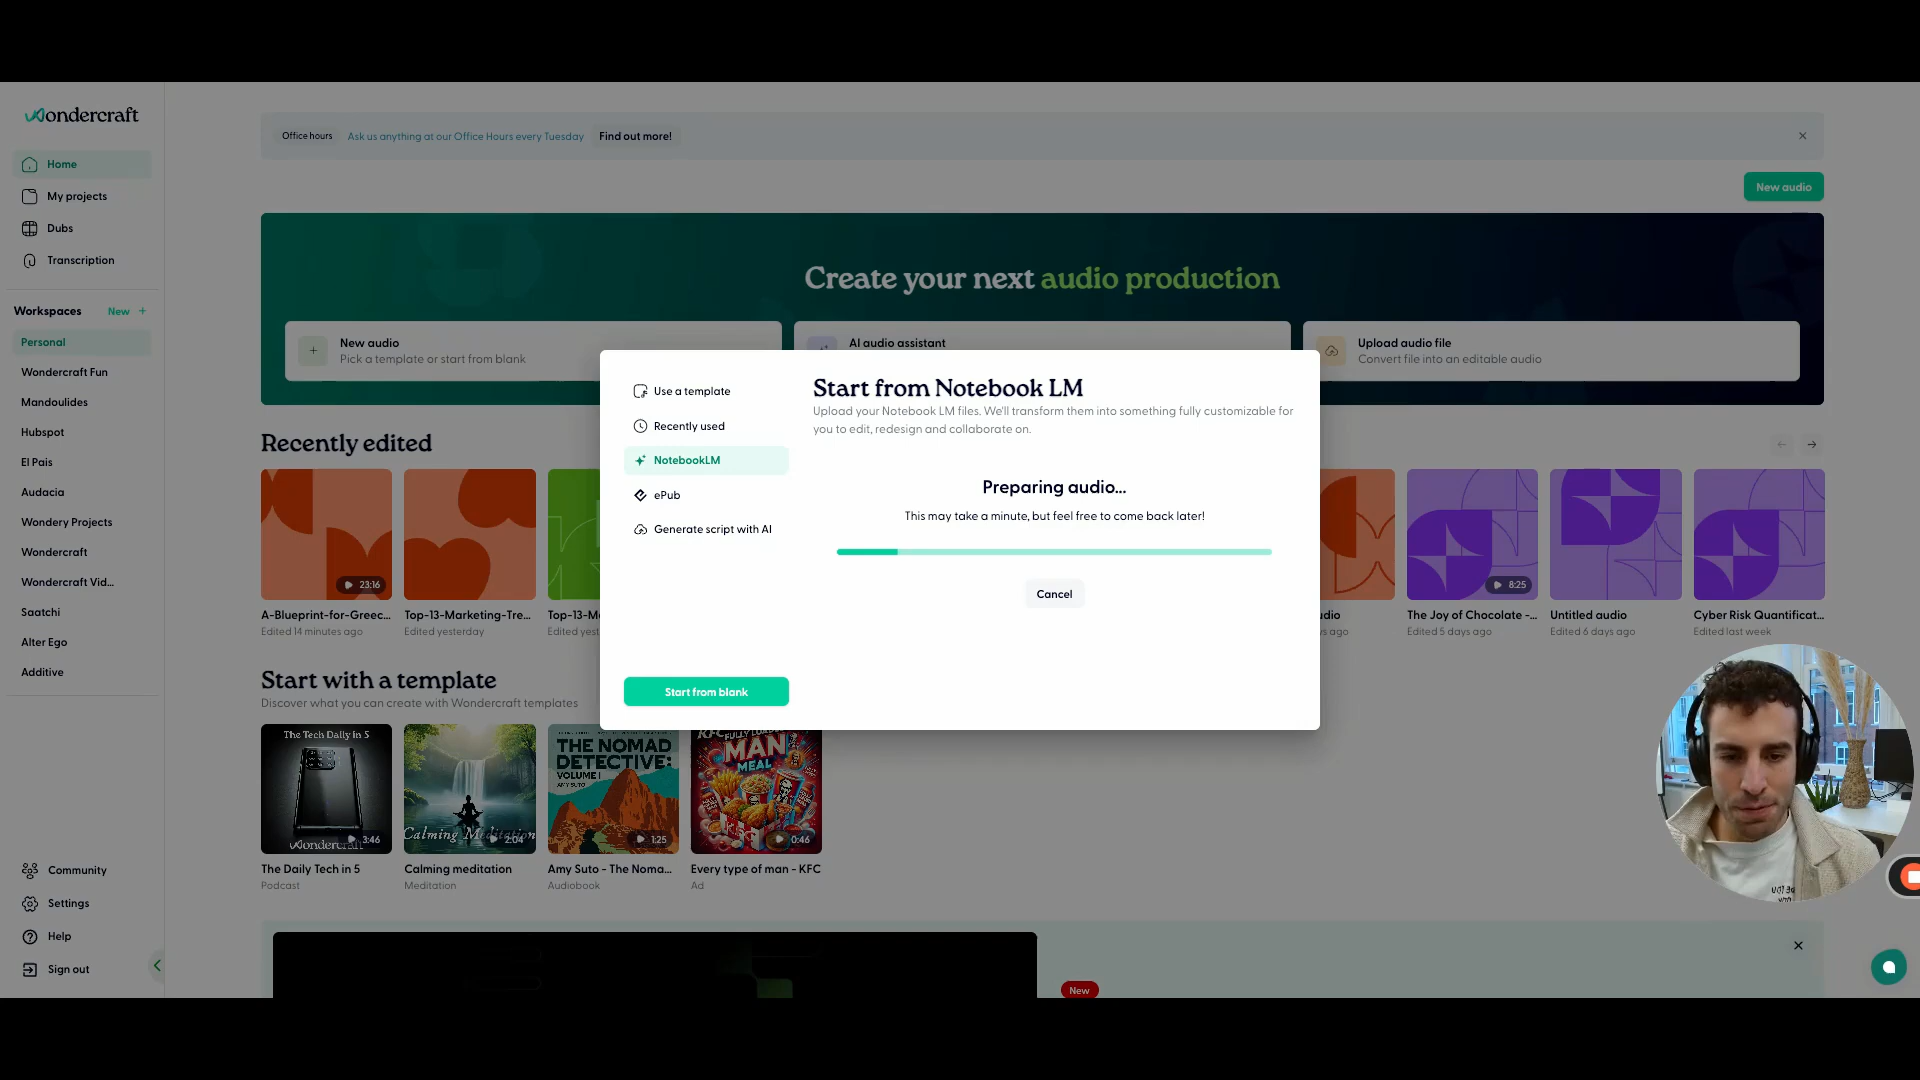 Wondercraft
Home
My projects
Dubs
Transcription
Workspaces
New +
Personal
Wondercraft Fun
Mandoulides
Hubspot
El Pais
Audacia
Wondery Projects
Wondercraft
Wondercraft Vid...
Saatchi
Alter Ego
Additive
Community
Settings
Help
Sign out
Office hours Ask us anything at our Office Hours every Tuesday Find out more!
New audio
Create your next audio production
New audio
Pick a template or start from blank
AI audio assistant
Upload audio file
Convert file into an editable audio
Recently edited
23:16
8:25
A-Blueprint-for-Greec...
Edited 14 minutes ago
Top-13-Marketing-Tre...
Edited yesterday
The Joy of Chocolate -...
Edited 5 days ago
Untitled audio
Edited 6 days ago
Cyber Risk Quantificat...
Edited last week
Use a template
Recently used
NotebookLM
ePub
Generate script with AI
Start from blank
Start from Notebook LM
Upload your Notebook LM files. We'll transform them into something fully customizable for
you to edit, redesign and collaborate on.
Preparing audio...
This may take a minute, but feel free to come back later!
Cancel
Start with a template
Discover what you can create with Wondercraft templates
The Tech Daily in 5
3:46
Wondercraft
Calming Meditation
2:04
THE NOMAD
DETECTIVE:
VOLUME I
AMY SUTO
1:25
FULLY LOADED
MAN
MEAL
KFC
0:46
The Daily Tech in 5
Podcast
Calming meditation
Meditation
Amy Suto - The Noma...
Audiobook
Every type of man - KFC
Ad
New